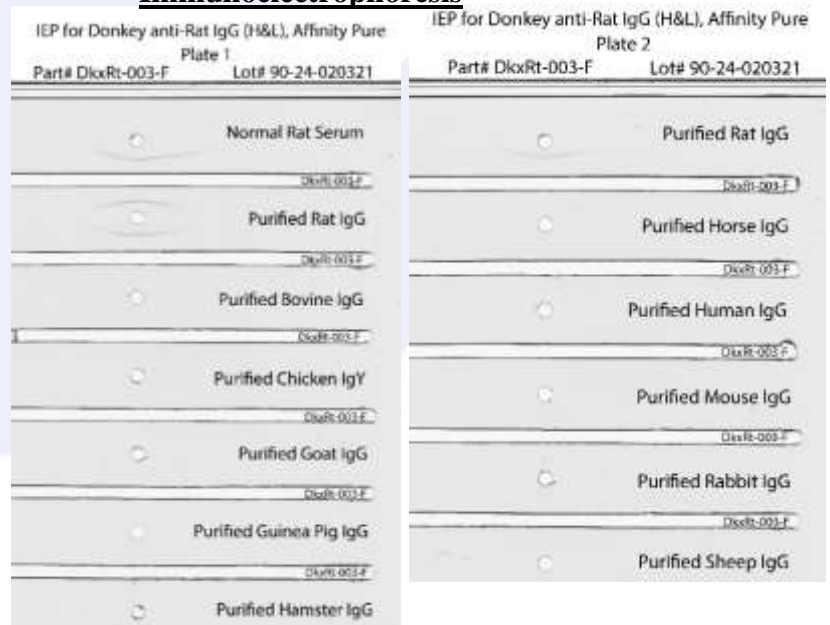 Immunoelectrophoresis
IEP for Donkey anti-Rat IgG (H&L), Affinity Pure
Plate 1
Part# DkxRt-003-F Lot# 90-24-020321
Normal Rat Serum
DkxRt-003-F
Purified Rat IgG
DkxRt-003-F
Purified Bovine IgG
DkxRt-003-F
Purified Chicken IgY
DkxRt-003-F
Purified Goat IgG
DkxRt-003-F
Purified Guinea Pig IgG
DkxRt-003-F
Purified Hamster IgG
IEP for Donkey anti-Rat IgG (H&L), Affinity Pure
Plate 2
Part# DkxRt-003-F Lot# 90-24-020321
Purified Rat IgG
DkxRt-003-F
Purified Horse IgG
DkxRt-003-F
Purified Human IgG
DkxRt-003-F
Purified Mouse IgG
DkxRt-003-F
Purified Rabbit IgG
DkxRt-003-F
Purified Sheep IgG